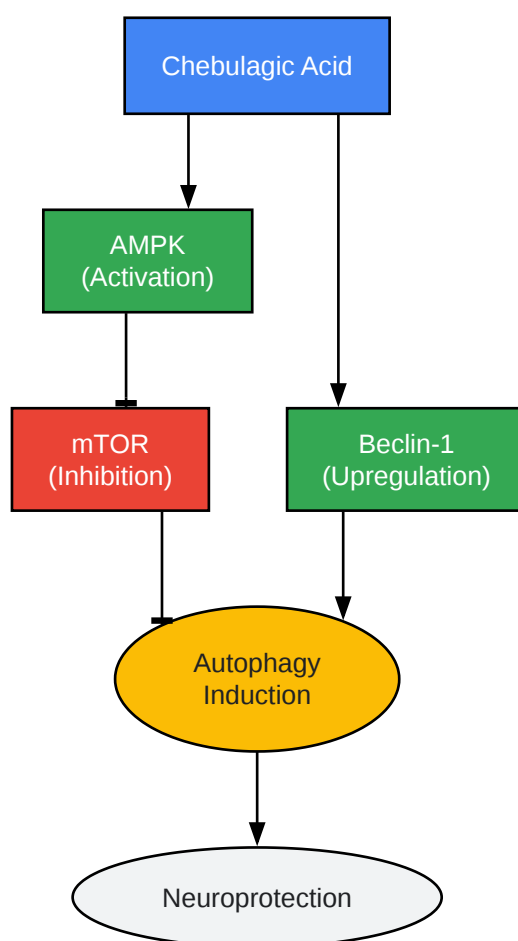 Chebulagic Acid
AMPK
(Activation)
mTOR
(Inhibition)
Beclin-1
(Upregulation)
Autophagy
Induction
Neuroprotection